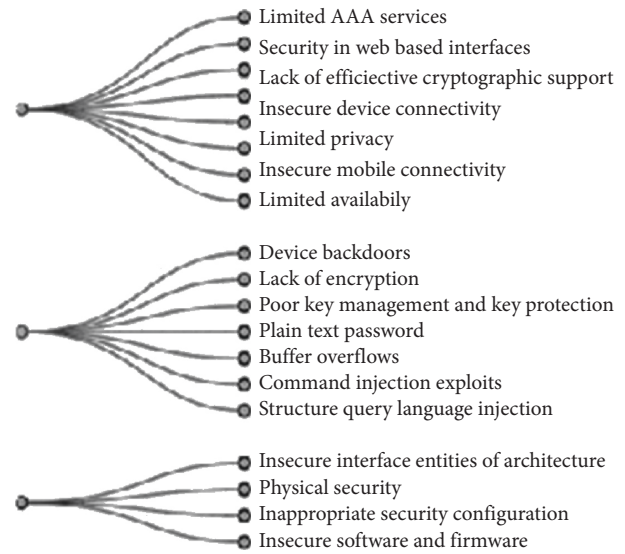 Limited AAA services
Security in web based interfaces
Lack of efficiective cryptographic support
Insecure device connectivity
Limited privacy
Insecure mobile connectivity
Limited availabily
Device backdoors
Lack of encryption
Poor key management and key protection
Plain text password
Buffer overflows
Command injection exploits
Structure query language injection
Insecure interface entities of architecture
Physical security
Inappropriate security configuration
Insecure software and firmware